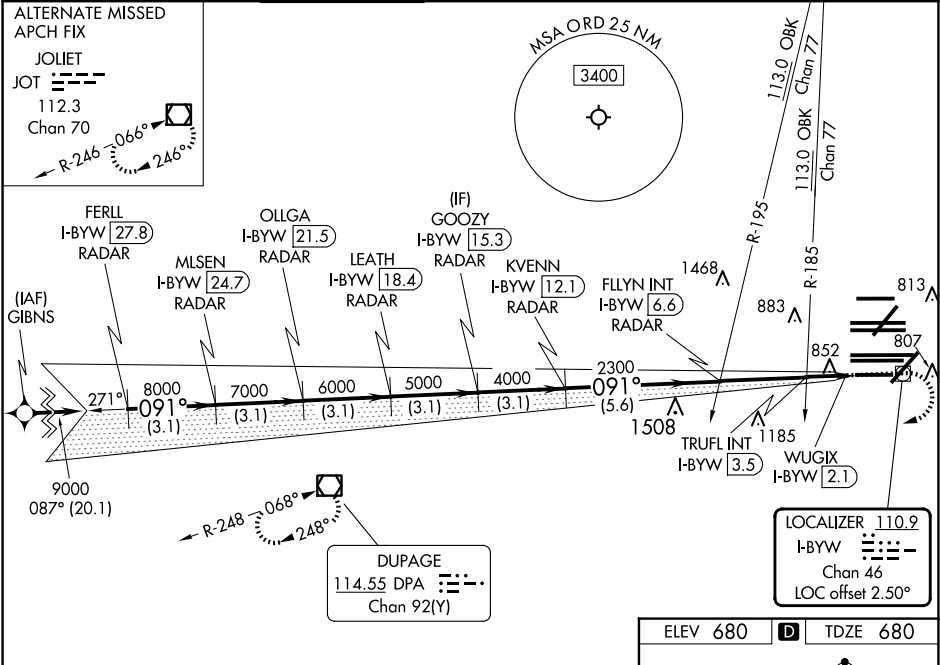 ALTERNATE MISSED
APCH FIX
JOLIET
JOT
112.3
Chan 70
R-246
066°
246°
MSA ORD 25 NM
3400
113.0 OBK
Chan 77
113.0 OBK
Chan 77
R-195
R-185
(IAF)
GIBNS
FERLL
I-BYW 27.8
RADAR
MLSEN
I-BYW 24.7
RADAR
OLLGA
I-BYW 21.5
RADAR
LEATH
I-BYW 18.4
RADAR
(IF)
GOOZY
I-BYW 15.3
RADAR
KVENN
I-BYW 12.1
RADAR
FLLYN INT
I-BYW 6.6
RADAR
1468
883
813
807
852
271°
8000
091°
(3.1)
7000
(3.1)
6000
(3.1)
5000
(3.1)
4000
(3.1)
2300
091°
(5.6)
1508
1185
TRUFL INT
I-BYW 3.5
WUGIX
I-BYW 2.1
9000
087° (20.1)
R-248
068°
248°
DUPAGE
114.55 DPA
Chan 92(Y)
LOCALIZER 110.9
I-BYW
Chan 46
LOC offset 2.50°
ELEV 680 D TDZE 680